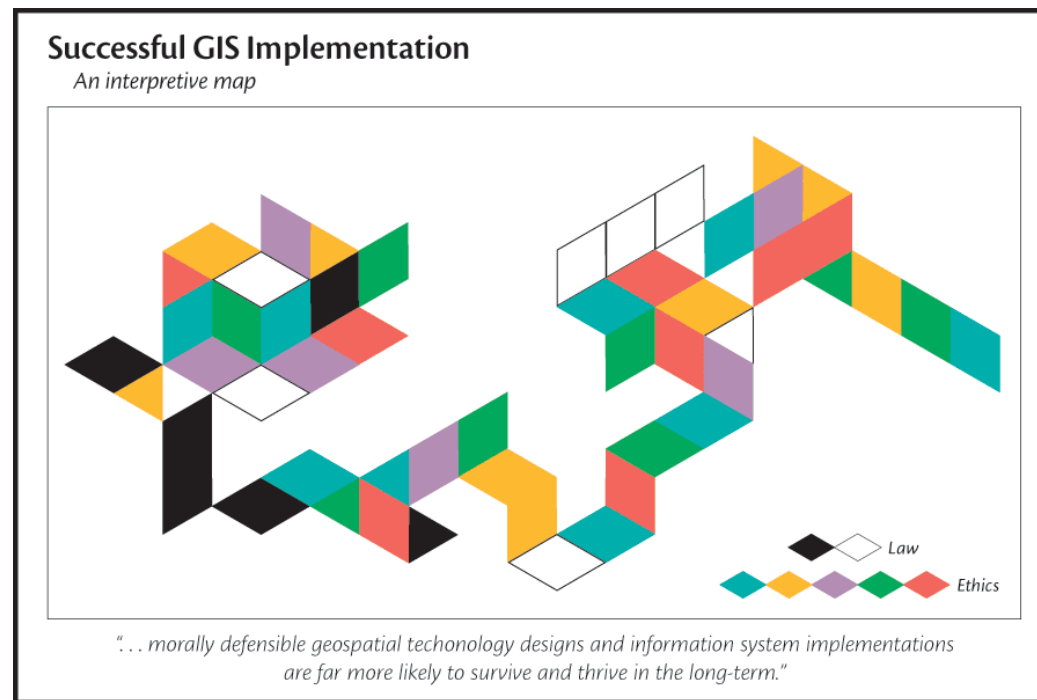 Successful GIS Implementation
An interpretive map
Law
Ethics
“. . . morally defensible geospatial techonology designs and information system implementations
are far more likely to survive and thrive in the long-term.”